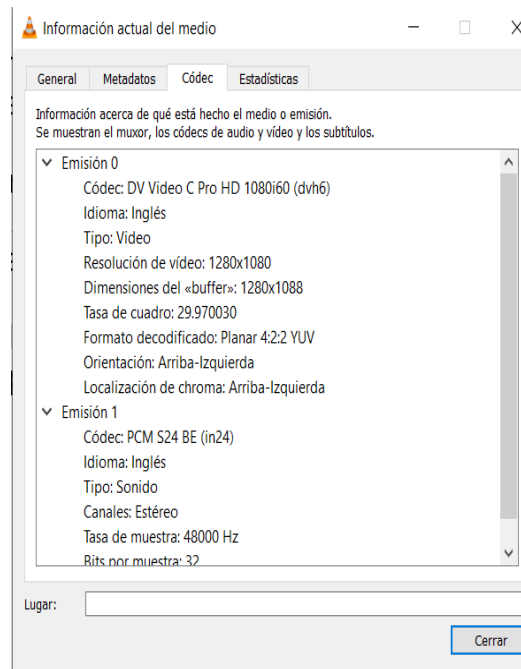 Información actual del medio
General
Metadatos
Códec
Estadísticas
Información acerca de qué está hecho el medio o emisión.
Se muestran el muxor, los códecs de audio y vídeo y los subtítulos.
Emisión 0
Códec: DV Video C Pro HD 1080i60 (dvh6)
Idioma: Inglés
Tipo: Video
Resolución de vídeo: 1280x1080
Dimensiones del «buffer»: 1280x1088
Tasa de cuadro: 29.970030
Formato decodificado: Planar 4:2:2 YUV
Orientación: Arriba-Izquierda
Localización de chroma: Arriba-Izquierda
Emisión 1
Códec: PCM S24 BE (in24)
Idioma: Inglés
Tipo: Sonido
Canales: Estéreo
Tasa de muestra: 48000 Hz
Bits por muestra: 32
Lugar:
Cerrar